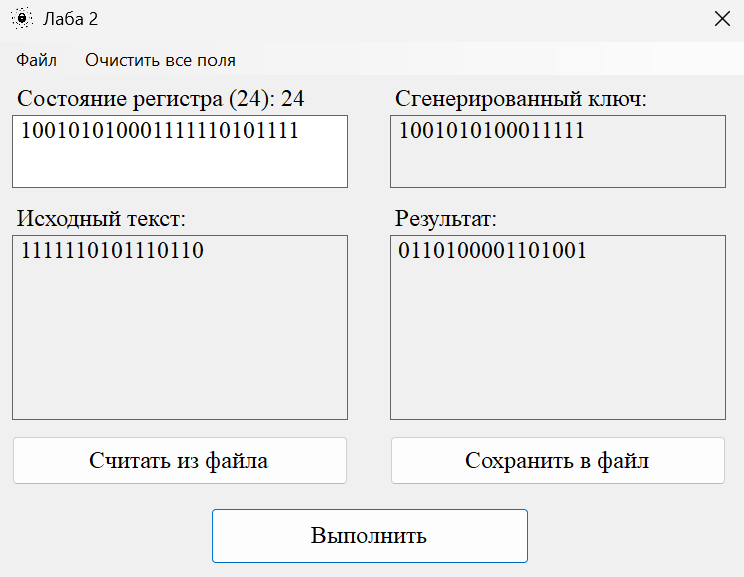 Лаба 2
Файл Очистить все поля
Состояние регистра (24): 24
100101010001111110101111
Сгенерированный ключ:
1001010100011111
Исходный текст:
1111110101110110
Результат:
0110100001101001
Считать из файла
Сохранить в файл
Выполнить